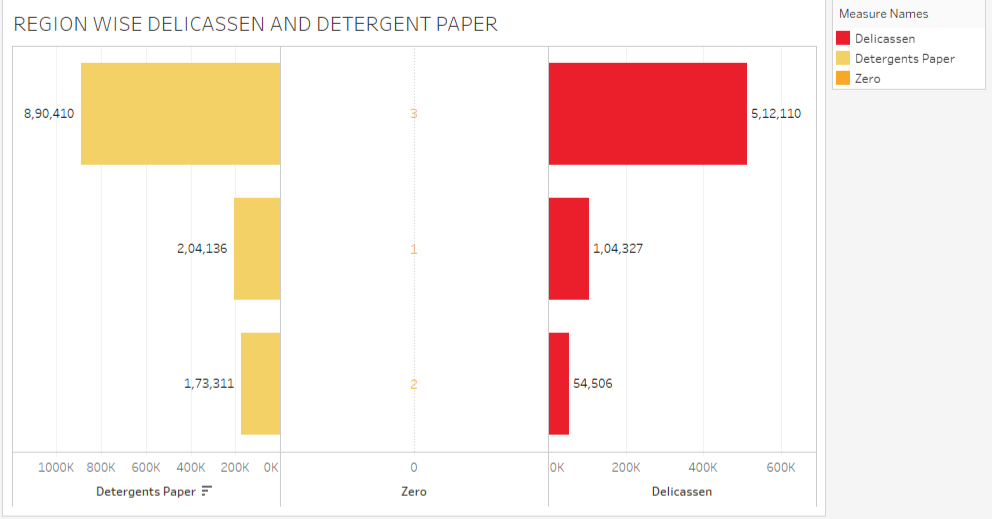 REGION WISE DELICASSEN AND DETERGENT PAPER
Measure Names
Delicassen
Detergents Paper
Zero
8,90,410 3 5,12,110
2,04,136 1 1,04,327
1,73,311 2 54,506
1000K 800K 600K 400K 200K 0K 0 0K 200K 400K 600K
Detergents Paper Zero Delicassen